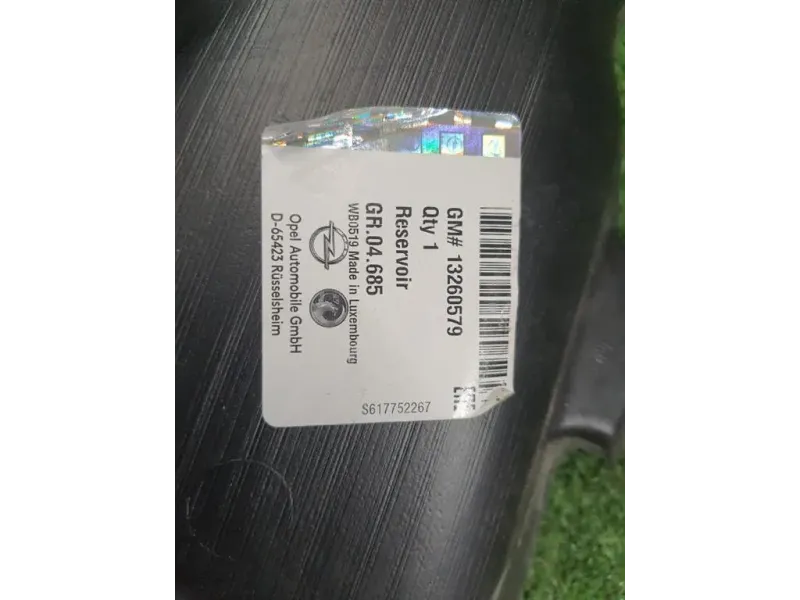 GM# 13260579
Qty 1
Reservoir
GR.04.685
WB0519 Made in Luxembourg
Opel Automobile GmbH
D-65423 Rüsselsheim
S617752267